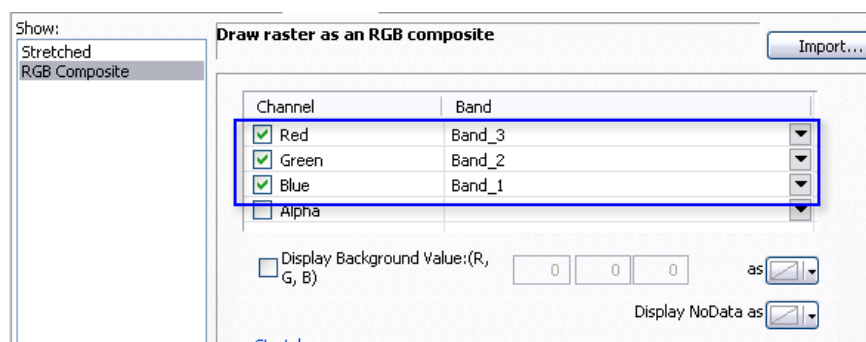 Show:
Stretched
RGB Composite
Draw raster as an RGB composite
Import...
Channel Band
Red Band_3
Green Band_2
Blue Band_1
Alpha
Display Background Value:(R,
G, B) 0 0 0 as
Display NoData as